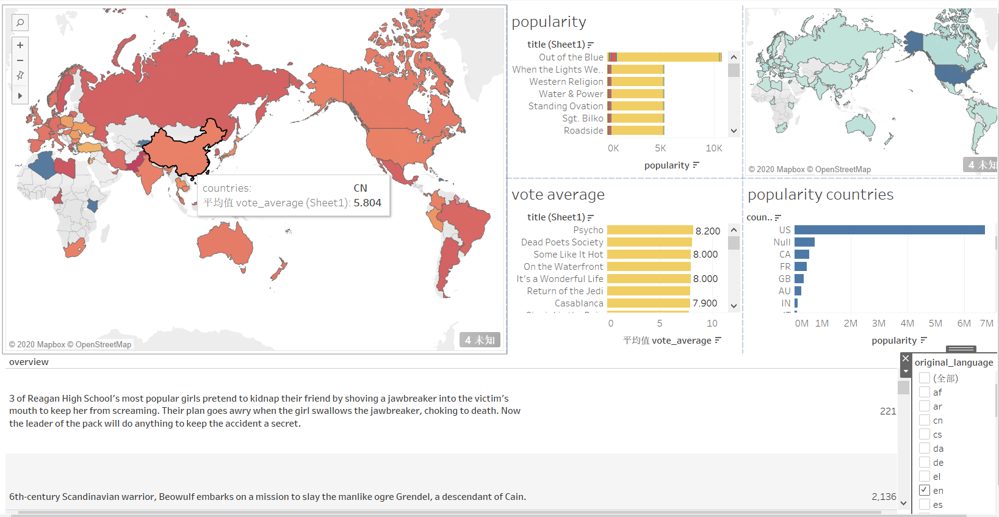 countries: CN
平均值 vote_average (Sheet1): 5.804
© 2020 Mapbox © OpenStreetMap
4 未知
popularity
title (Sheet1)
Out of the Blue
When the Lights We..
Western Religion
Water & Power
Standing Ovation
Sgt. Bilko
Roadside
0K 5K 10K
popularity
© 2020 Mapbox © OpenStreetMap
4 未知
vote average
title (Sheet1)
Psycho 8.200
Dead Poets Society
Some Like It Hot 8.000
On the Waterfront
It's a Wonderful Life 8.000
Return of the Jedi
Casablanca 7.900
0 5 10
平均值 vote_average
popularity countries
coun..
US
Null
CA
FR
GB
AU
IN
0M 1M 2M 3M 4M 5M 6M 7M
popularity
overview
3 of Reagan High School's most popular girls pretend to kidnap their friend by shoving a jawbreaker into the victim's
mouth to keep her from screaming. Their plan goes awry when the girl swallows the jawbreaker, choking to death. Now
the leader of the pack will do anything to keep the accident a secret.
221
6th-century Scandinavian warrior, Beowulf embarks on a mission to slay the manlike ogre Grendel, a descendant of Cain.
2,136
original_language
(全部)
af
ar
cn
cs
da
de
el
en
es